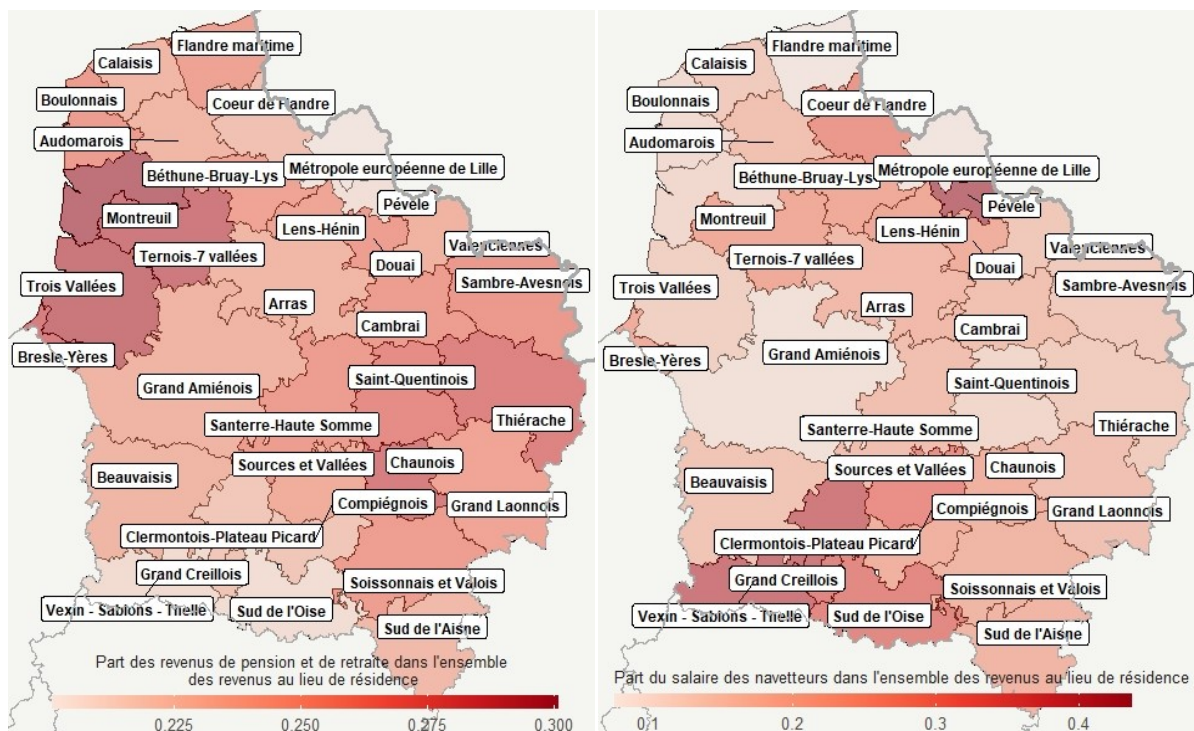 Flandre maritime
Calaisis
Boulonnais
Coeur de Flandre
Audomarois
Métropole européenne de Lille
Béthune-Bruay-Lys
Pévèle
Montreuil
Lens-Hénin
Valenciennes
Ternois-7 vallées
Douai
Trois Vallées
Sambre-Avesnois
Arras
Cambrai
Bresle-Yères
Grand Amiénois
Saint-Quentinois
Santerre-Haute Somme
Thiérache
Sources et Vallées
Chaunois
Beauvaisis
Compiégnois
Grand Laonnois
Clermontois-Plateau Picard
Grand Creillois
Soissonnais et Valois
Vexin - Sablons - Thelle
Sud de l'Oise
Sud de l'Aisne
Part des revenus de pension et de retraite dans l'ensemble
des revenus au lieu de résidence
0.225 0.250 0.275 0.300
Flandre maritime
Calaisis
Boulonnais
Coeur de Flandre
Audomarois
Métropole européenne de Lille
Béthune-Bruay-Lys
Pévèle
Montreuil
Lens-Hénin
Valenciennes
Ternois-7 vallées
Douai
Trois Vallées
Sambre-Avesnois
Arras
Cambrai
Bresle-Yères
Grand Amiénois
Saint-Quentinois
Santerre-Haute Somme
Thiérache
Sources et Vallées
Chaunois
Beauvaisis
Compiégnois
Grand Laonnois
Clermontois-Plateau Picard
Grand Creillois
Soissonnais et Valois
Vexin - Sablons - Thelle
Sud de l'Oise
Sud de l'Aisne
Part du salaire des navetteurs dans l'ensemble des revenus au lieu de résidence
0.1 0.2 0.3 0.4